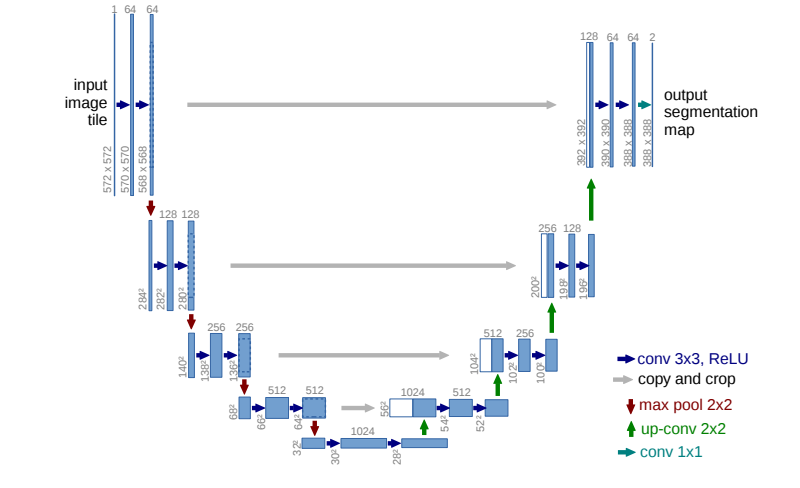 1 64 64
128 64 64 2
input
image
tile
output
segmentation
map
572 x 572
570 x 570
568 x 568
392 x 392
390 x 390
388 x 388
388 x 388
128 128
256 128
284²
282²
280²
200²
198²
196²
256 256
512 256
140²
138²
136²
104²
102²
100²
conv 3x3, ReLU
copy and crop
max pool 2x2
up-conv 2x2
conv 1x1
512 512
1024 512
68²
66²
64²
56²
54²
52²
1024
32²
30²
28²